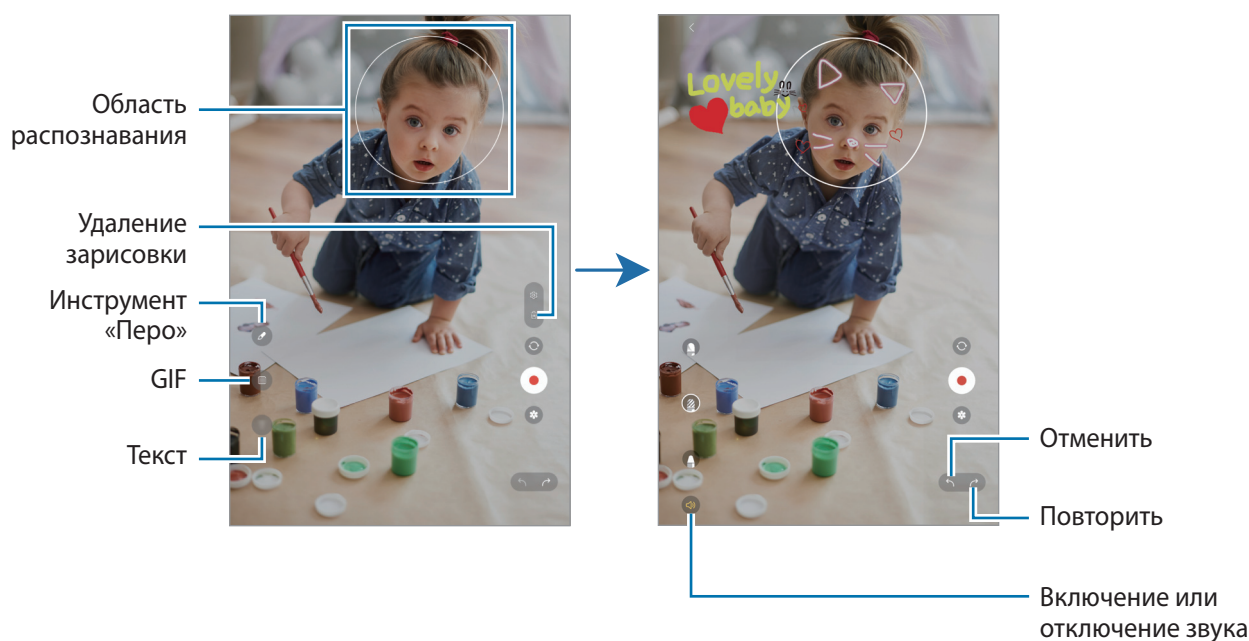 Область
распознавания
Удаление
зарисовки
Инструмент
«Перо»
GIF
Текст
Lovely
baby
Отменить
Повторить
Включение или
отключение звука